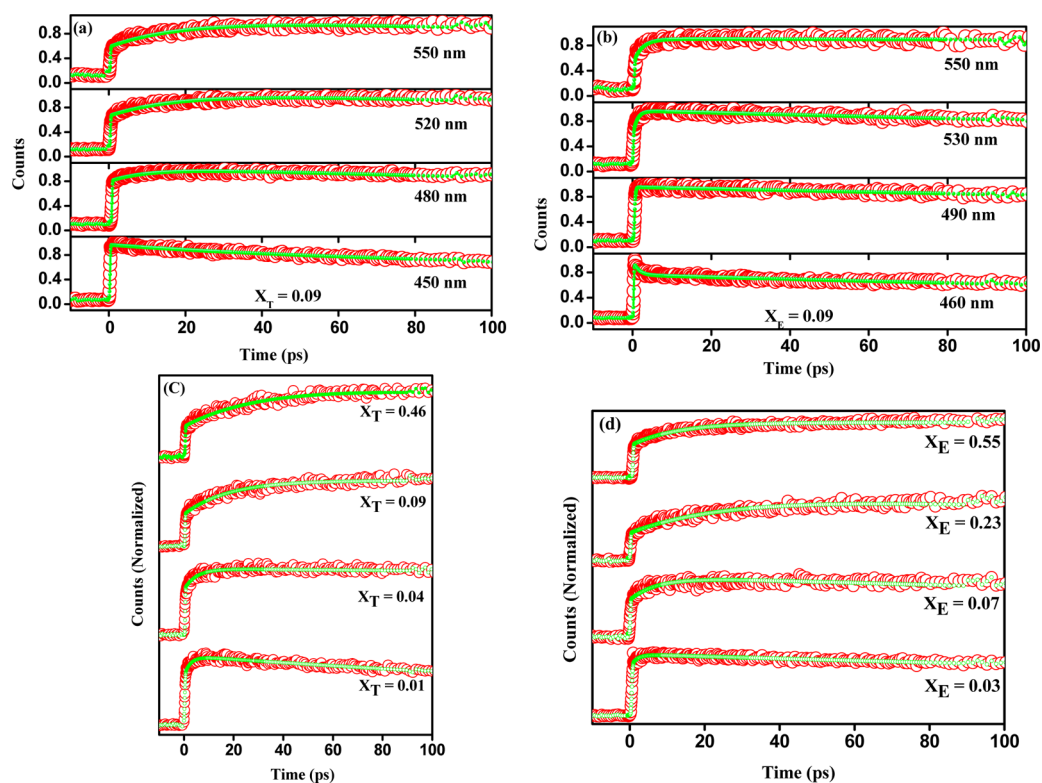 (a)
550 nm
520 nm
480 nm
450 nm
X_T = 0.09
0.8
0.4
0.0
0.8
0.4
0.0
0.8
0.4
0.0
0.8
0.4
0.0
Counts
0 20 40 60 80 100
Time (ps)
(b)
550 nm
530 nm
490 nm
460 nm
X_E = 0.09
0.8
0.4
0.0
0.8
0.4
0.0
0.8
0.4
0.0
0.8
0.4
0.0
Counts
0 20 40 60 80 100
Time (ps)
(C)
X_T = 0.46
X_T = 0.09
X_T = 0.04
X_T = 0.01
Counts (Normalized)
0 20 40 60 80 100
Time (ps)
(d)
X_E = 0.55
X_E = 0.23
X_E = 0.07
X_E = 0.03
Counts (Normalized)
0 20 40 60 80 100
Time (ps)